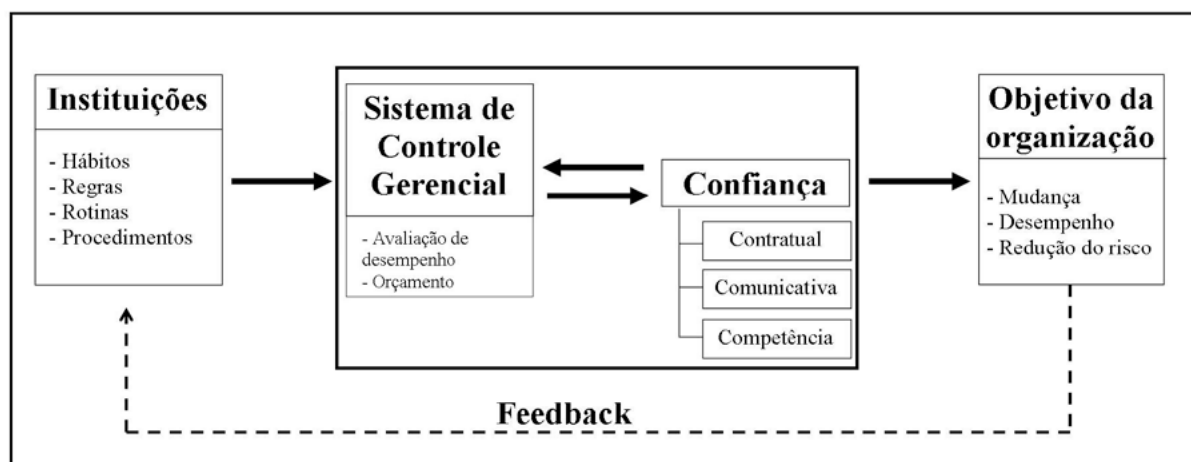 Instituições
- Hábitos
- Regras
- Rotinas
- Procedimentos
Sistema de
Controle
Gerencial
- Avaliação de
desempenho
- Orçamento
Confiança
Contratual
Comunicativa
Competência
Objetivo da
organização
- Mudança
- Desempenho
- Redução do risco
Feedback